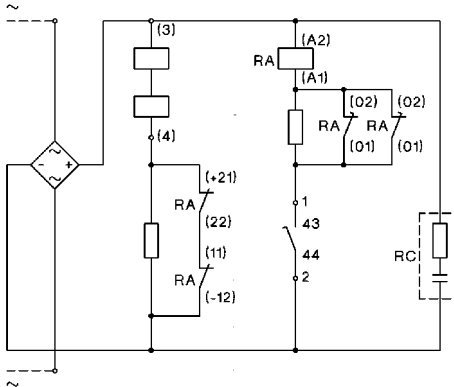 ~
(3)
(A2)
RA
(A1)
(02)
(02)
RA
RA
(4)
(01)
(01)
~
-
+
~
(+21)
RA
(22)
1
43
(11)
44
RC
RA
2
(-12)
~